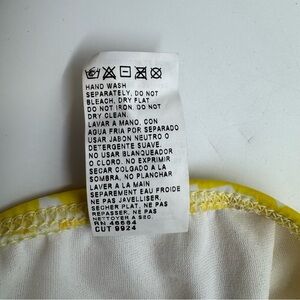 HAND WASH
SEPARATELY, DO NOT
BLEACH, DRY FLAT
DO NOT IRON. DO NOT
DRY CLEAN.
LAVAR A MANO, CON
AGUA FRIA POR SEPARADO
USAR JABON NEUTRO O
DETERGENTE SUAVE.
NO USAR BLANQUEADOR
O CLORO. NO EXPRIMIR
SECAR COLGADO A LA
SOMBRA, NO PLANCHAR
LAVER A LA MAIN
SEPAREMENT EAU FROIDE
NE PAS JAVELLISER,
SECHER PLAT. NE PAS
REPASSER. NE PAS
NETTOYER A SEC.
RN 46664
CUT 9924